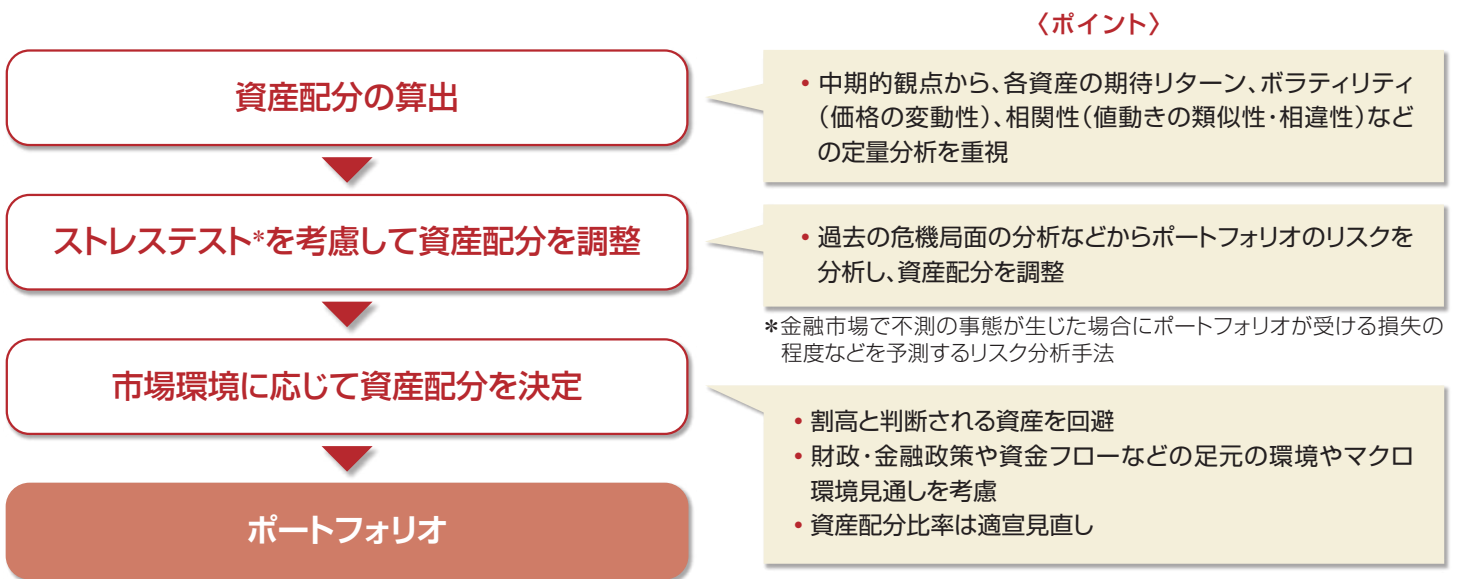 〈ポイント〉
資産配分の算出
•中期的観点から、各資産の期待リターン、ボラティリティ
(価格の変動性)、相関性(値動きの類似性・相違性)など
の定量分析を重視
ストレステスト*を考慮して資産配分を調整
•過去の危機局面の分析などからポートフォリオのリスクを
分析し、資産配分を調整
*金融市場で不測の事態が生じた場合にポートフォリオが受ける損失の
程度などを予測するリスク分析手法
市場環境に応じて資産配分を決定
•割高と判断される資産を回避
•財政・金融政策や資金フローなどの足元の環境やマクロ
環境見通しを考慮
•資産配分比率は適宜見直し
ポートフォリオ